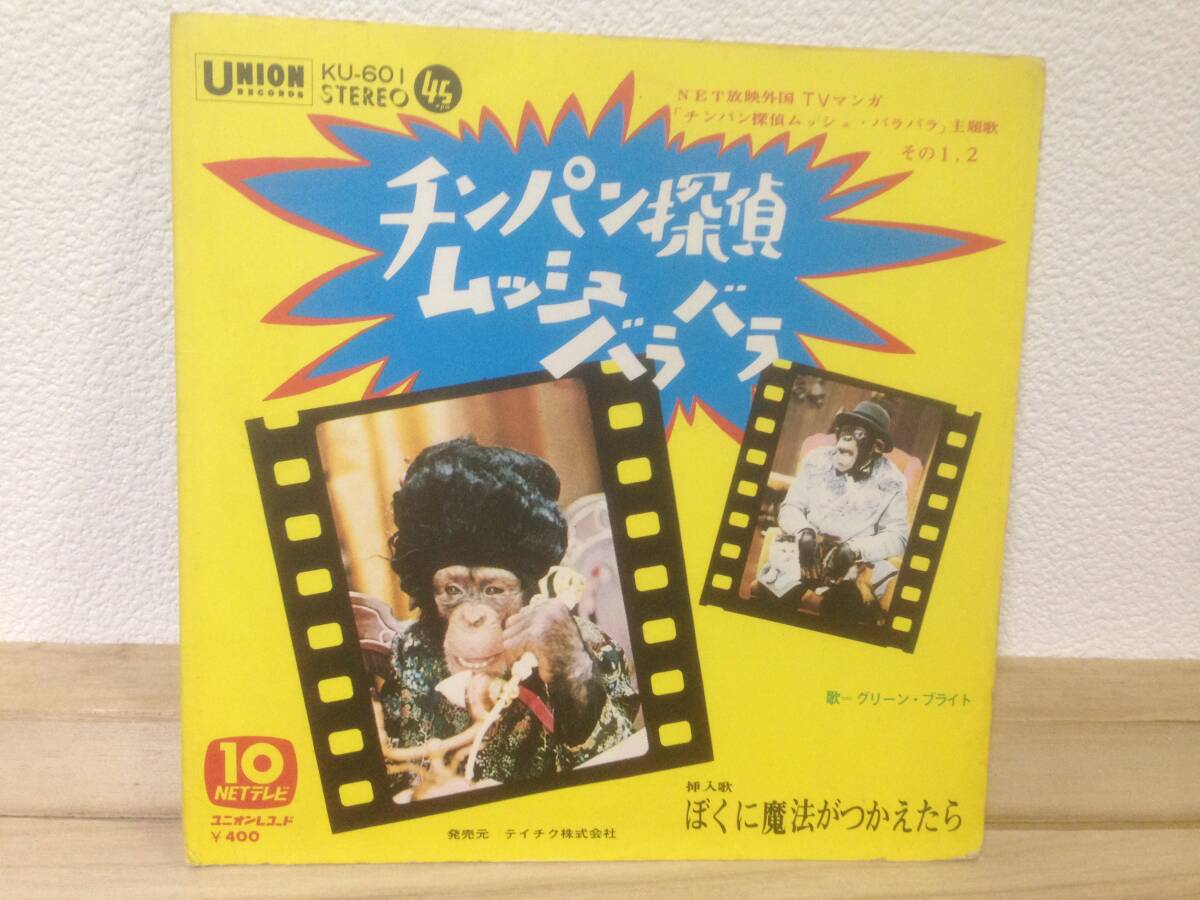 UNION
RECORDS
KU-601
STEREO
45
rpm
NET放映外国 TVマンガ
「チンパン探偵ムッシュ・バラバラ」主題歌
その1,2
チンパン探偵
ムッシュ
バラバラ
歌=グリーン・ブライト
挿入歌
ぼくに魔法がつかえたら
10
NETテレビ
ユニオンレコード
¥400
発売元 テイチク株式会社